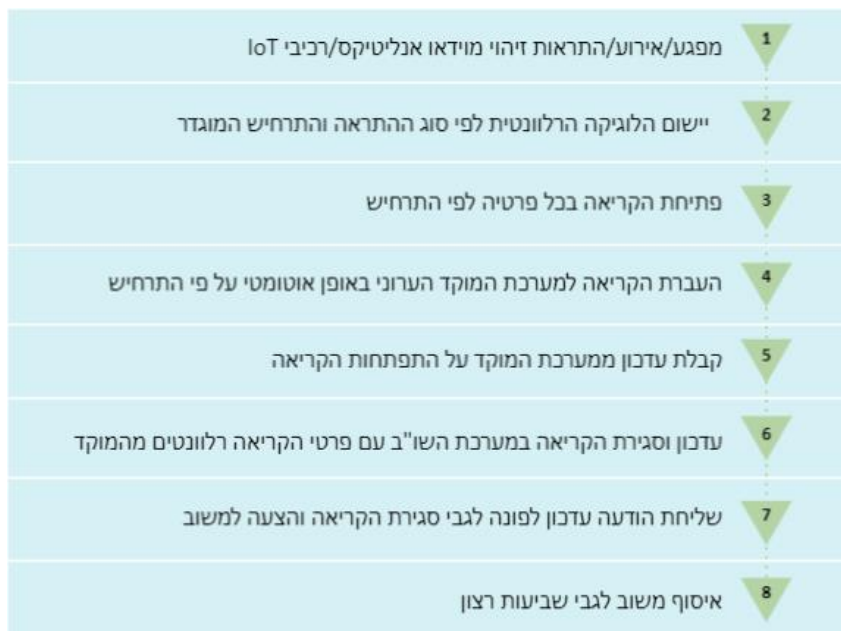 1 מפגע/אירוע/התראות זיהוי מוידאו אנליטיקס/רכיבי IoT
2 יישום הלוגיקה הרלוונטית לפי סוג ההתראה והתרחיש המוגדר
3 פתיחת הקריאה בכל פרטיה לפי התרחיש
4 העברת הקריאה למערכת המוקד הערוני באופן אוטומטי על פי התרחיש
5 קבלת עדכון ממערכת המוקד על התפתחות הקריאה
6 עדכון וסגירת הקריאה במערכת השו"ב עם פרטי הקריאה רלוונטים מהמוקד
7 שליחת הודעה עדכון לפונה לגבי סגירת הקריאה והצעה למשוב
8 איסוף משוב לגבי שביעות רצון